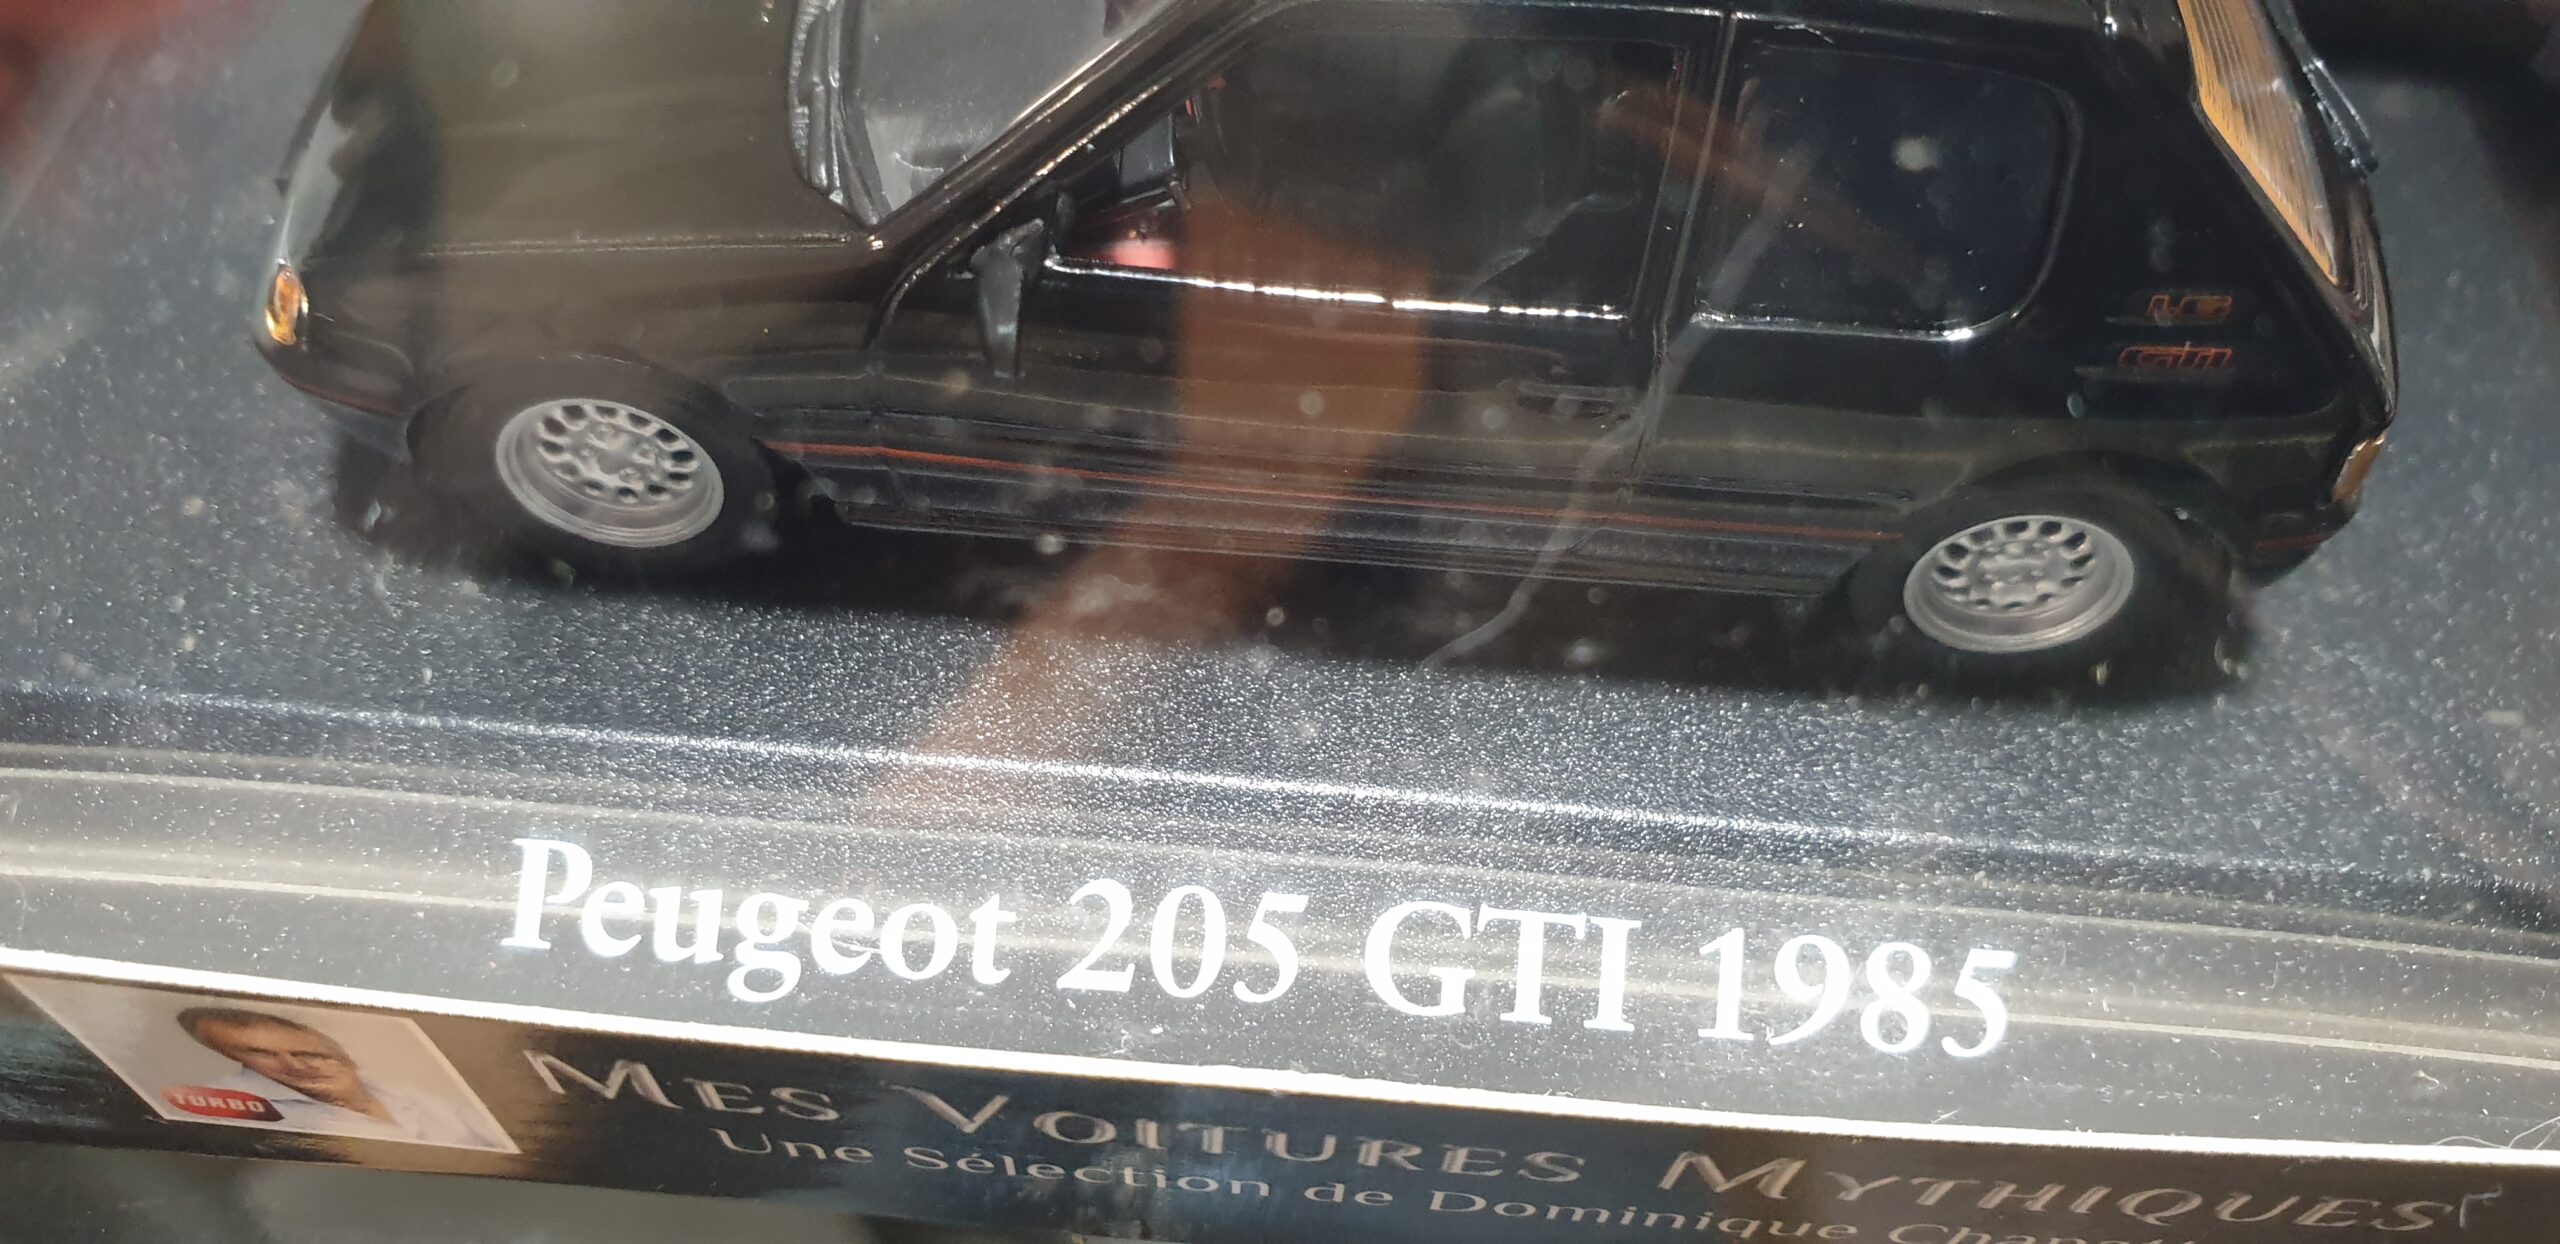 Peugeot 205 GTI 1985
TURBO
MES VOITURES MYTHIQUES
Une Sélection de Dominique